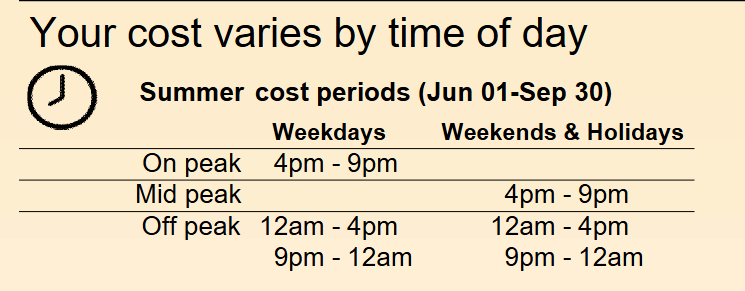 Your cost varies by time of day
Summer cost periods (Jun 01-Sep 30)
Weekdays Weekends & Holidays
On peak 4pm - 9pm
Mid peak 4pm - 9pm
Off peak 12am - 4pm 12am - 4pm
9pm - 12am 9pm - 12am